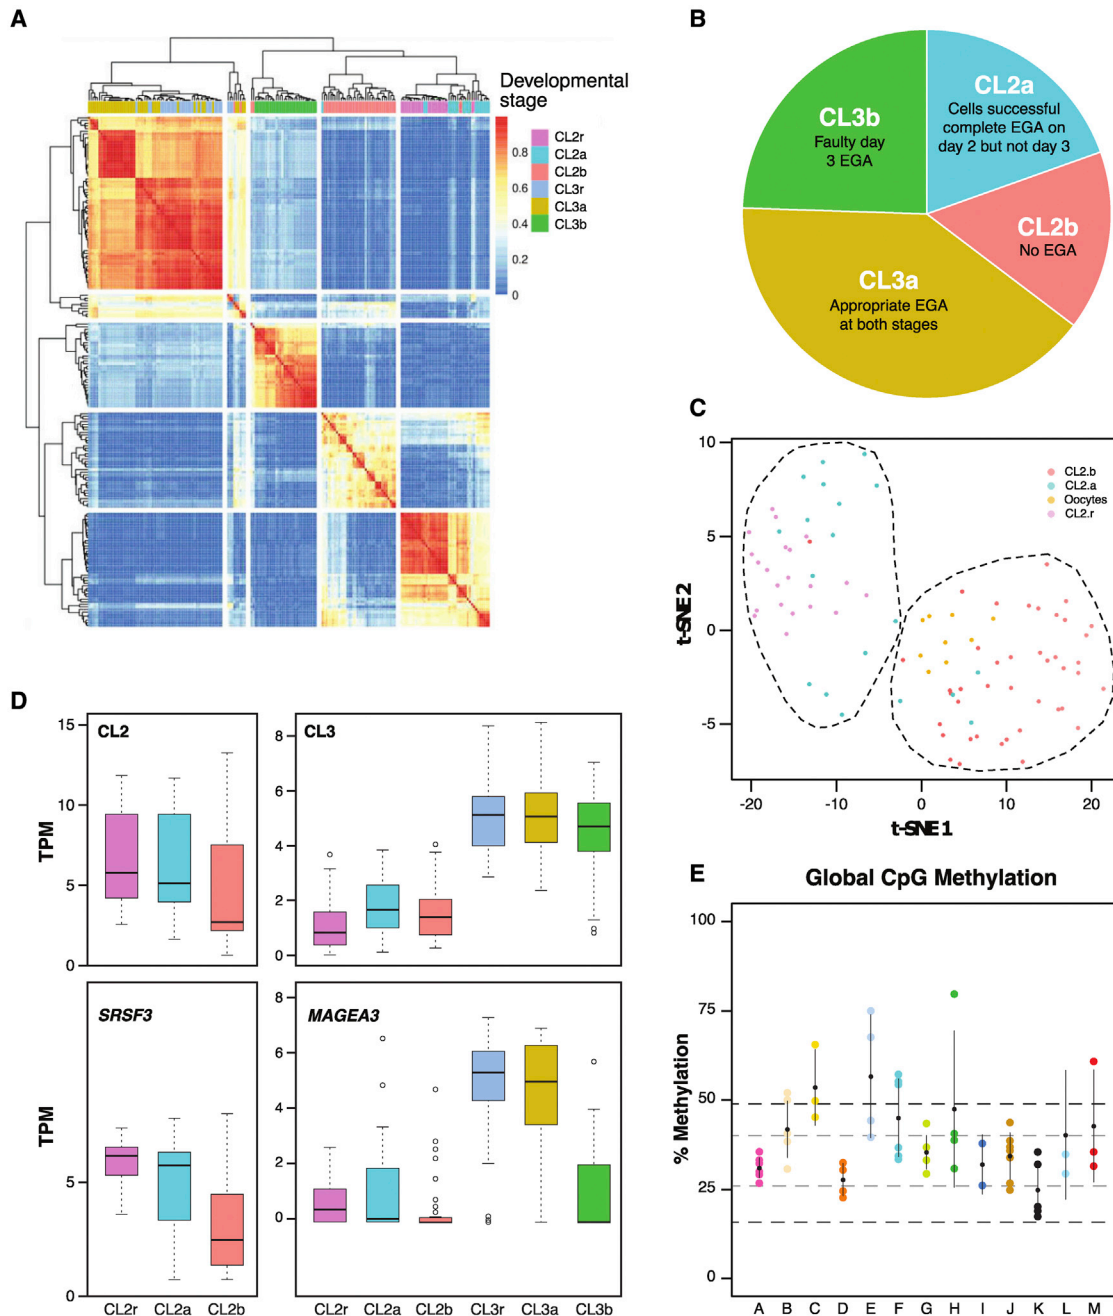 A
Developmental
stage
CL2r
CL2a
CL2b
CL3r
CL3a
CL3b
0.8
0.6
0.4
0.2
0
B
CL3b
Faulty day
3 EGA
CL2a
Cells successful
complete EGA on
day 2 but not day 3
CL2b
No EGA
CL3a
Appropriate EGA
at both stages
C
10
5
0
-5
t-SNE2
CL2.b
CL2.a
Oocytes
CL2.r
-20
-10
0
10
20
t-SNE1
D
CL2
15
10
5
0
TPM
CL3
8
6
4
2
0
SRSF3
5
0
TPM
MAGEA3
8
6
4
2
0
CL2r
CL2a
CL2b
CL2r
CL2a
CL2b
CL3r
CL3a
CL3b
E
Global CpG Methylation
100
75
50
25
0
% Methylation
A
B
C
D
E
F
G
H
I
J
K
L
M